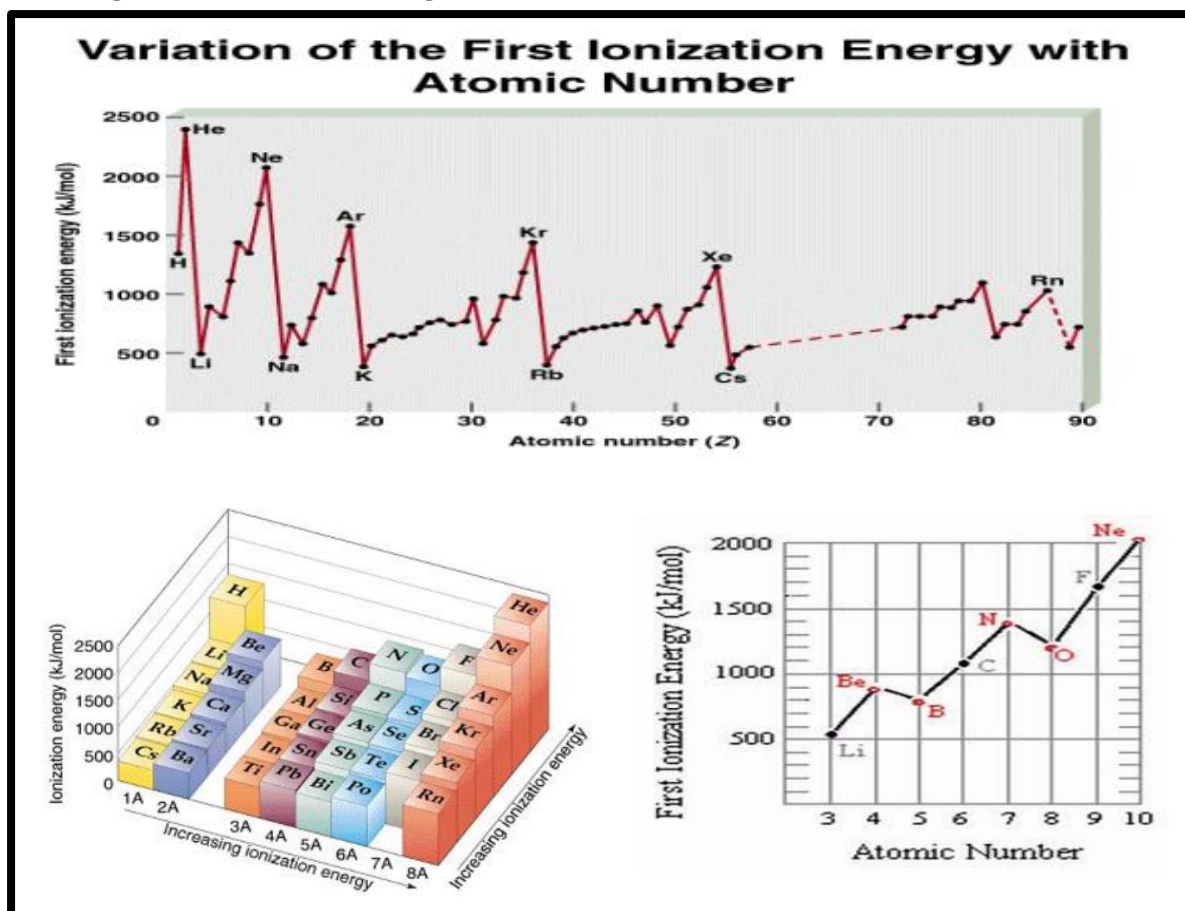 Variation of the First Ionization Energy with
Atomic Number
First ionization energy (kJ/mol)
2500
2000
1500
1000
500
0
He
Ne
Ar
Kr
Xe
Rn
H
Li
Na
K
Rb
Cs
10
20
30
40
50
60
70
80
90
Atomic number (Z)
Ionization energy (kJ/mol)
2500
2000
1500
1000
500
0
H
He
Li
Be
B
C
N
O
F
Ne
Na
Mg
Al
Si
P
S
Cl
Ar
K
Ca
Ga
Ge
As
Se
Br
Kr
Rb
Sr
In
Sn
Sb
Te
I
Xe
Cs
Ba
Ti
Pb
Bi
Po
Rn
1A
2A
3A
4A
5A
6A
7A
8A
Increasing ionization energy
Increasing ionization energy
First Ionization Energy (kJ/mol)
2000
1500
1000
500
Li
Be
B
C
N
O
F
Ne
3
4
5
6
7
8
9
10
Atomic Number